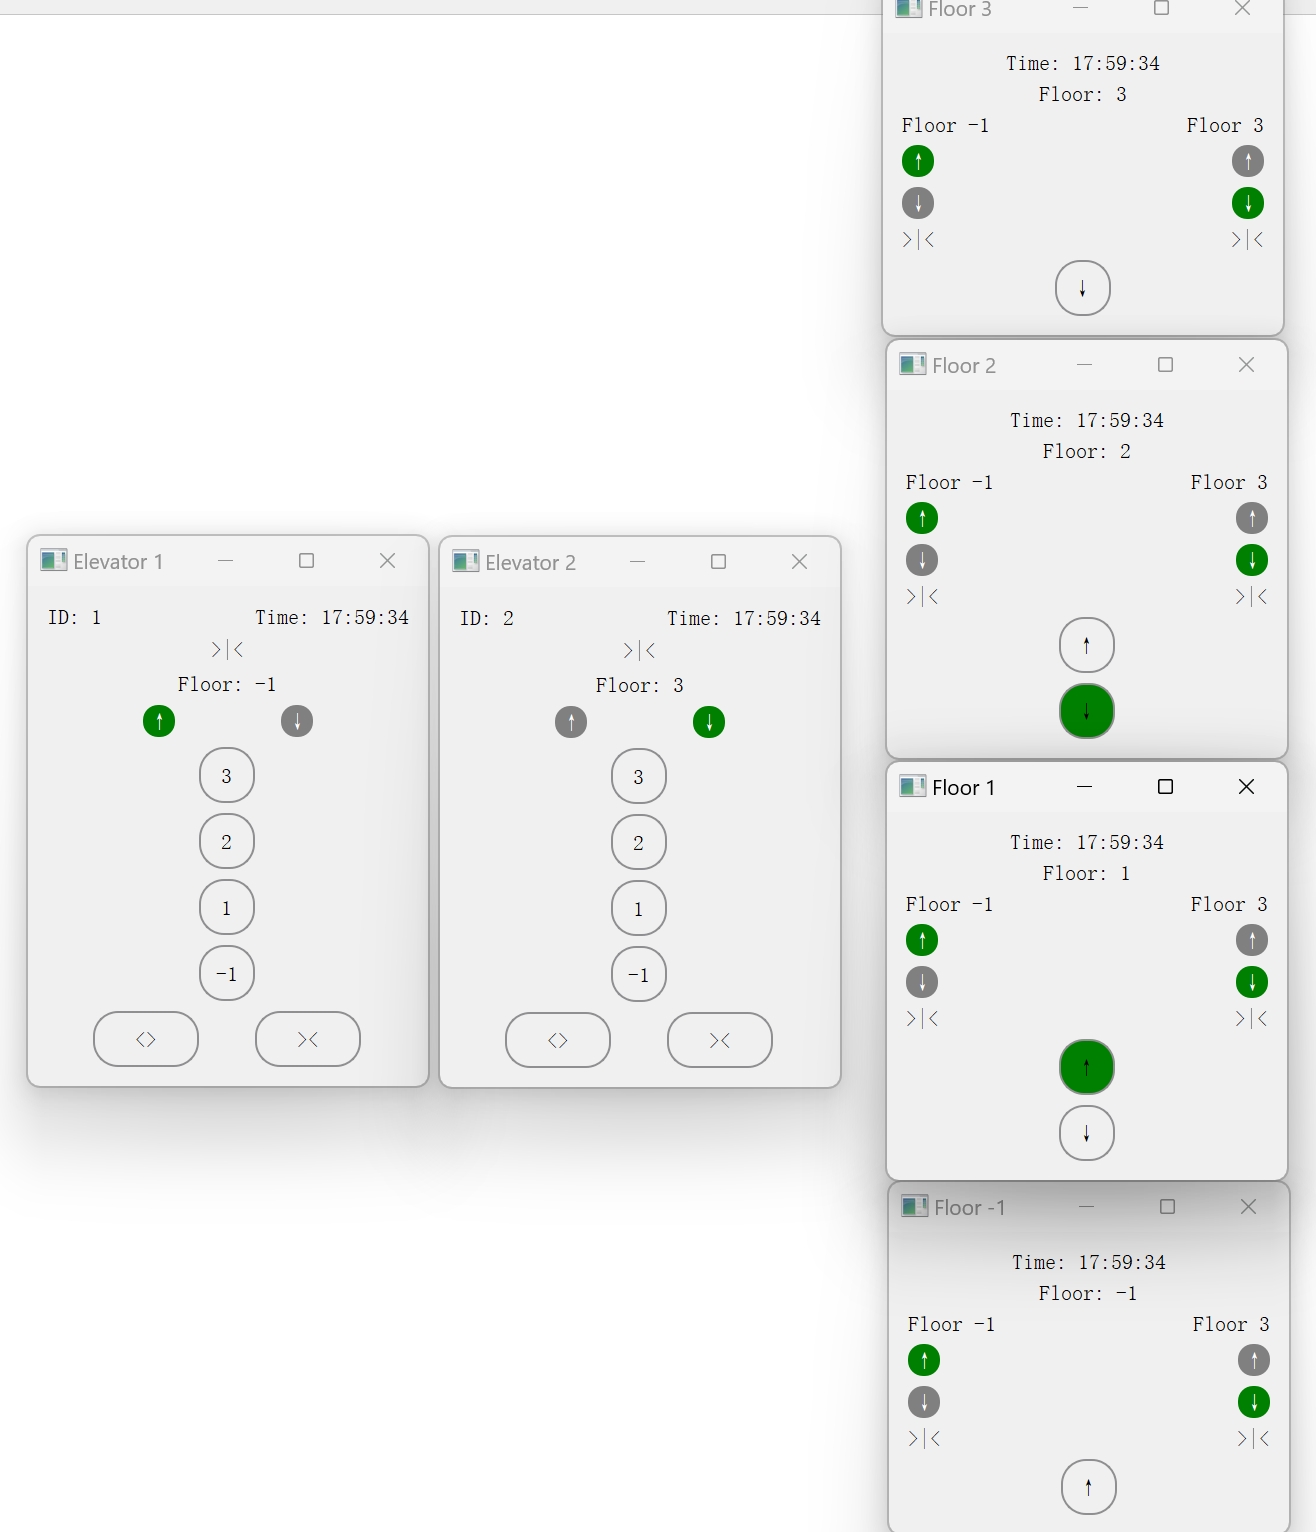 Floor 3
Time: 17:59:34
Floor: 3
Floor -1 Floor 3
↑ ↑
↓ ↓
>|< >|<
↓
Floor 2
Time: 17:59:34
Floor: 2
Floor -1 Floor 3
↑ ↑
↓ ↓
>|< >|<
↑
↓
Elevator 1
ID: 1 Time: 17:59:34
>|<
Floor: -1
↑ ↓
3
2
1
-1
<> ><
Elevator 2
ID: 2 Time: 17:59:34
>|<
Floor: 3
↑ ↓
3
2
1
-1
<> ><
Floor 1
Time: 17:59:34
Floor: 1
Floor -1 Floor 3
↑ ↑
↓ ↓
>|< >|<
↑
↓
Floor -1
Time: 17:59:34
Floor: -1
Floor -1 Floor 3
↑ ↑
↓ ↓
>|< >|<
↑